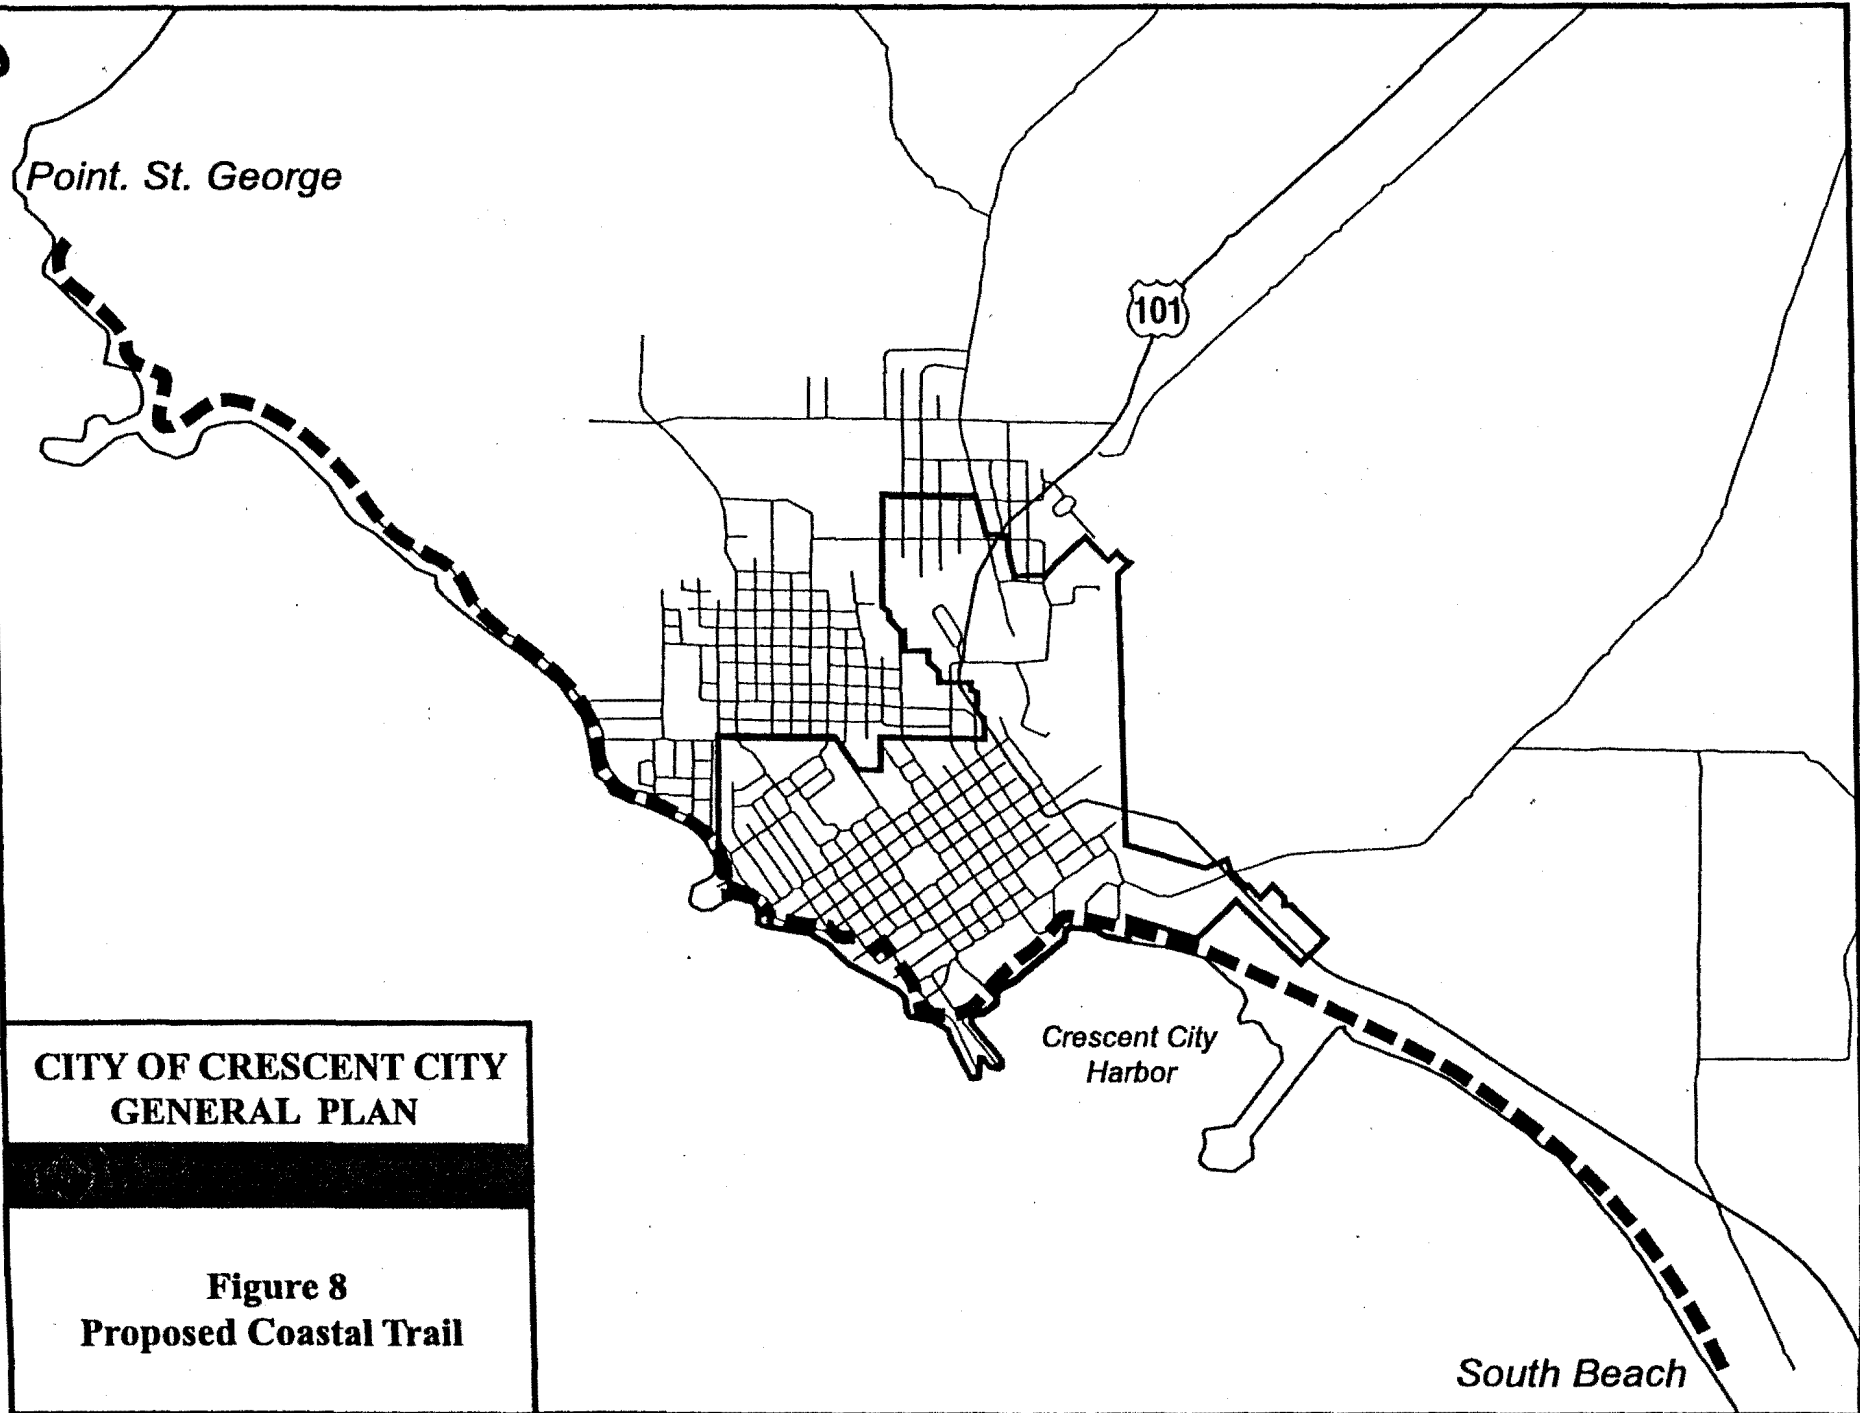 Point. St. George
101
Crescent City
Harbor
CITY OF CRESCENT CITY
GENERAL PLAN
Figure 8
Proposed Coastal Trail
South Beach